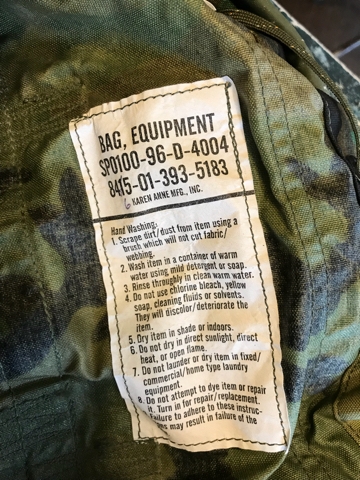 BAG, EQUIPMENT
SP0100-96-D-4004
8415-01-393-5183
KAREN ANNE MFG., INC.
Hand Washing:
1. Scrape dirt/dust from item using a
brush which will not cut fabric/
webbing.
2. Wash item in a container of warm
water using mild detergent or soap.
3. Rinse throughly in clean warm water.
4. Do not use chlorine bleach, yellow
soap, cleaning fluids or solvents.
They will discolor/deteriorate the
item.
5. Dry item in shade or indoors.
6. Do not dry in direct sunlight, direct
heat, or open flame.
7. Do not launder or dry item in fixed/
commercial/home type laundry
equipment.
8. Do not attempt to dye item or repair
it. Turn in for repair/replacement.
Failure to adhere to these instruc-
may result in failure of the